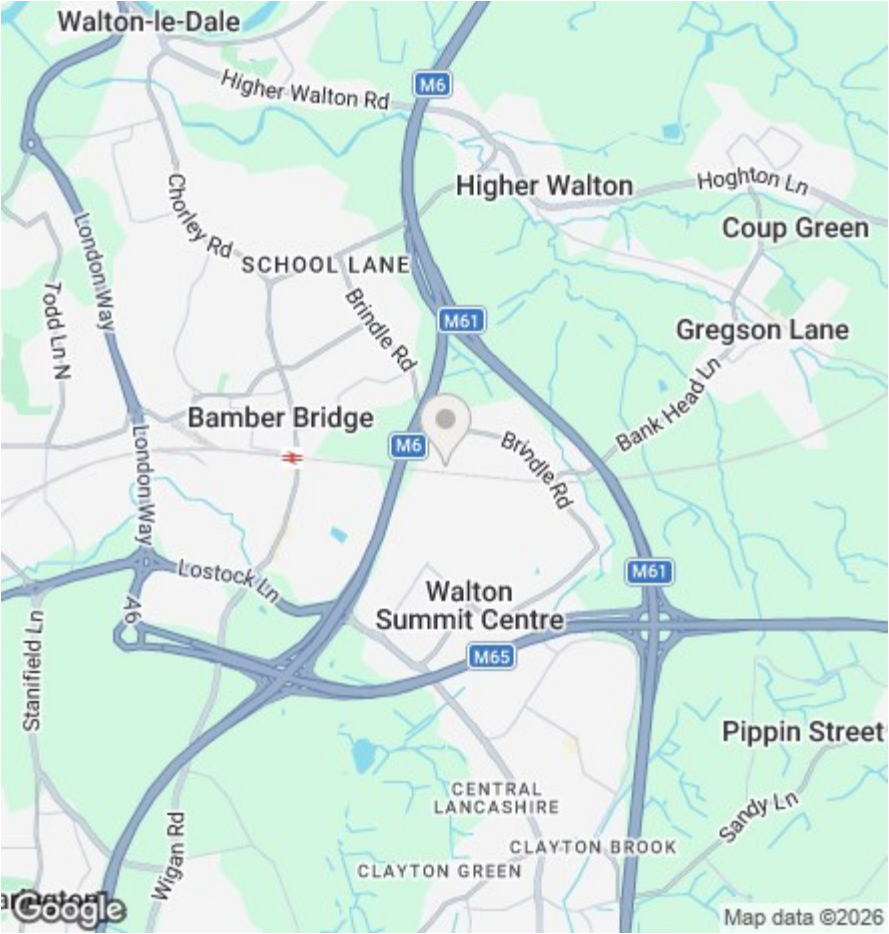 Walton-le-Dale
Higher Walton Rd
M6
Higher Walton
Hoghton Ln
Coup Green
Chorley Rd
London Way
SCHOOL LANE
Todd Ln N
Brindle Rd
M61
Gregson Lane
Bank Head Ln
Bamber Bridge
M6
Brindle Rd
London Way
Lostock Ln
M61
A6
Walton
Summit Centre
M65
Stanifield Ln
Pippin Street
CENTRAL
LANCASHIRE
Sandy Ln
CLAYTON BROOK
Wigan Rd
CLAYTON GREEN
Google
Map data ©2026